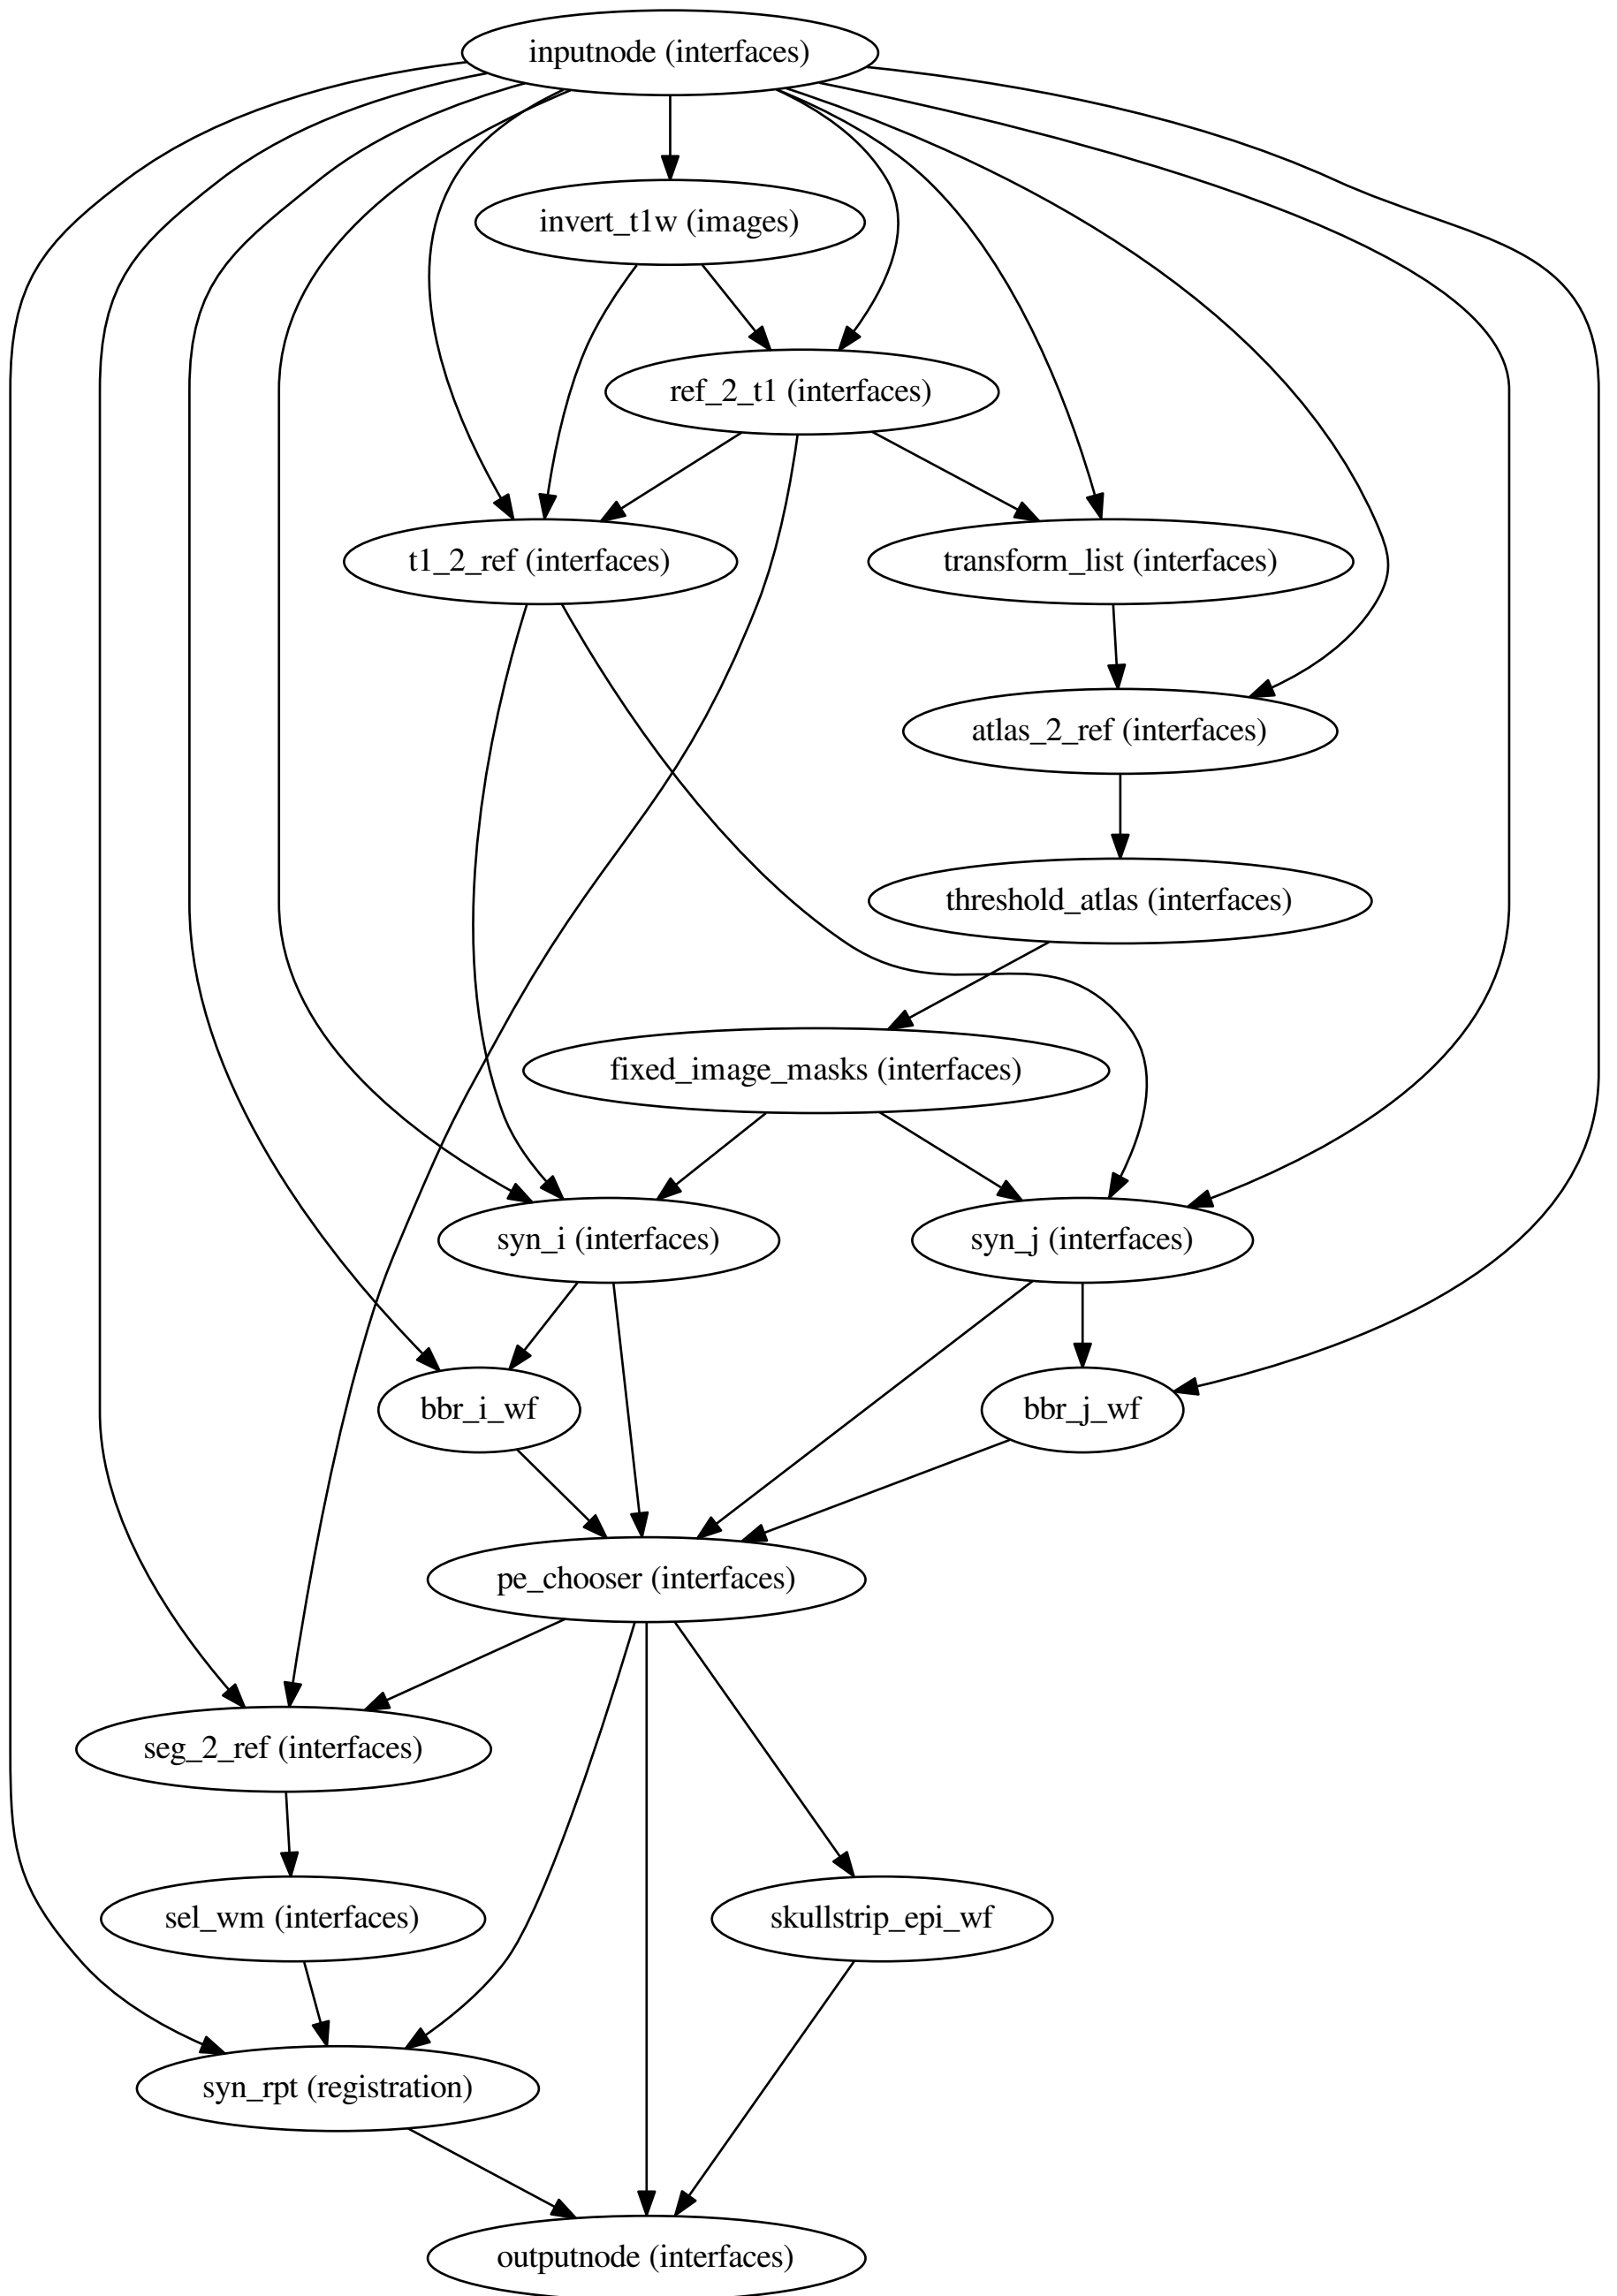 inputnode (interfaces)
invert_t1w (images)
ref_2_t1 (interfaces)
t1_2_ref (interfaces)
transform_list (interfaces)
atlas_2_ref (interfaces)
threshold_atlas (interfaces)
fixed_image_masks (interfaces)
syn_i (interfaces)
syn_j (interfaces)
bbr_i_wf
bbr_j_wf
pe_chooser (interfaces)
seg_2_ref (interfaces)
sel_wm (interfaces)
skullstrip_epi_wf
syn_rpt (registration)
outputnode (interfaces)